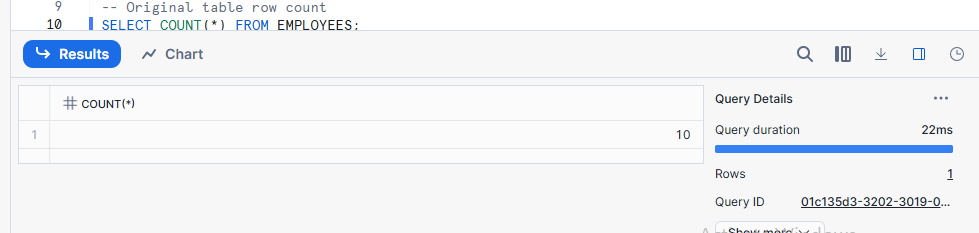 9 -- Original table row count
10 SELECT COUNT(*) FROM EMPLOYEES;
Results Chart
COUNT(*)
1 10
Query Details ...
Query duration 22ms
Rows 1
Query ID 01c135d3-3202-3019-0...
Show more